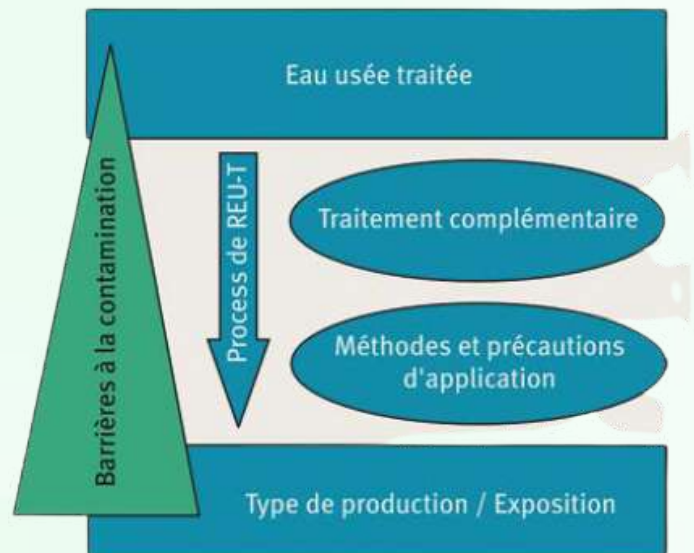 Eau usée traitée
Barrières à la contamination
Process de REU-T
Traitement complémentaire
Méthodes et précautions
d'application
Type de production / Exposition